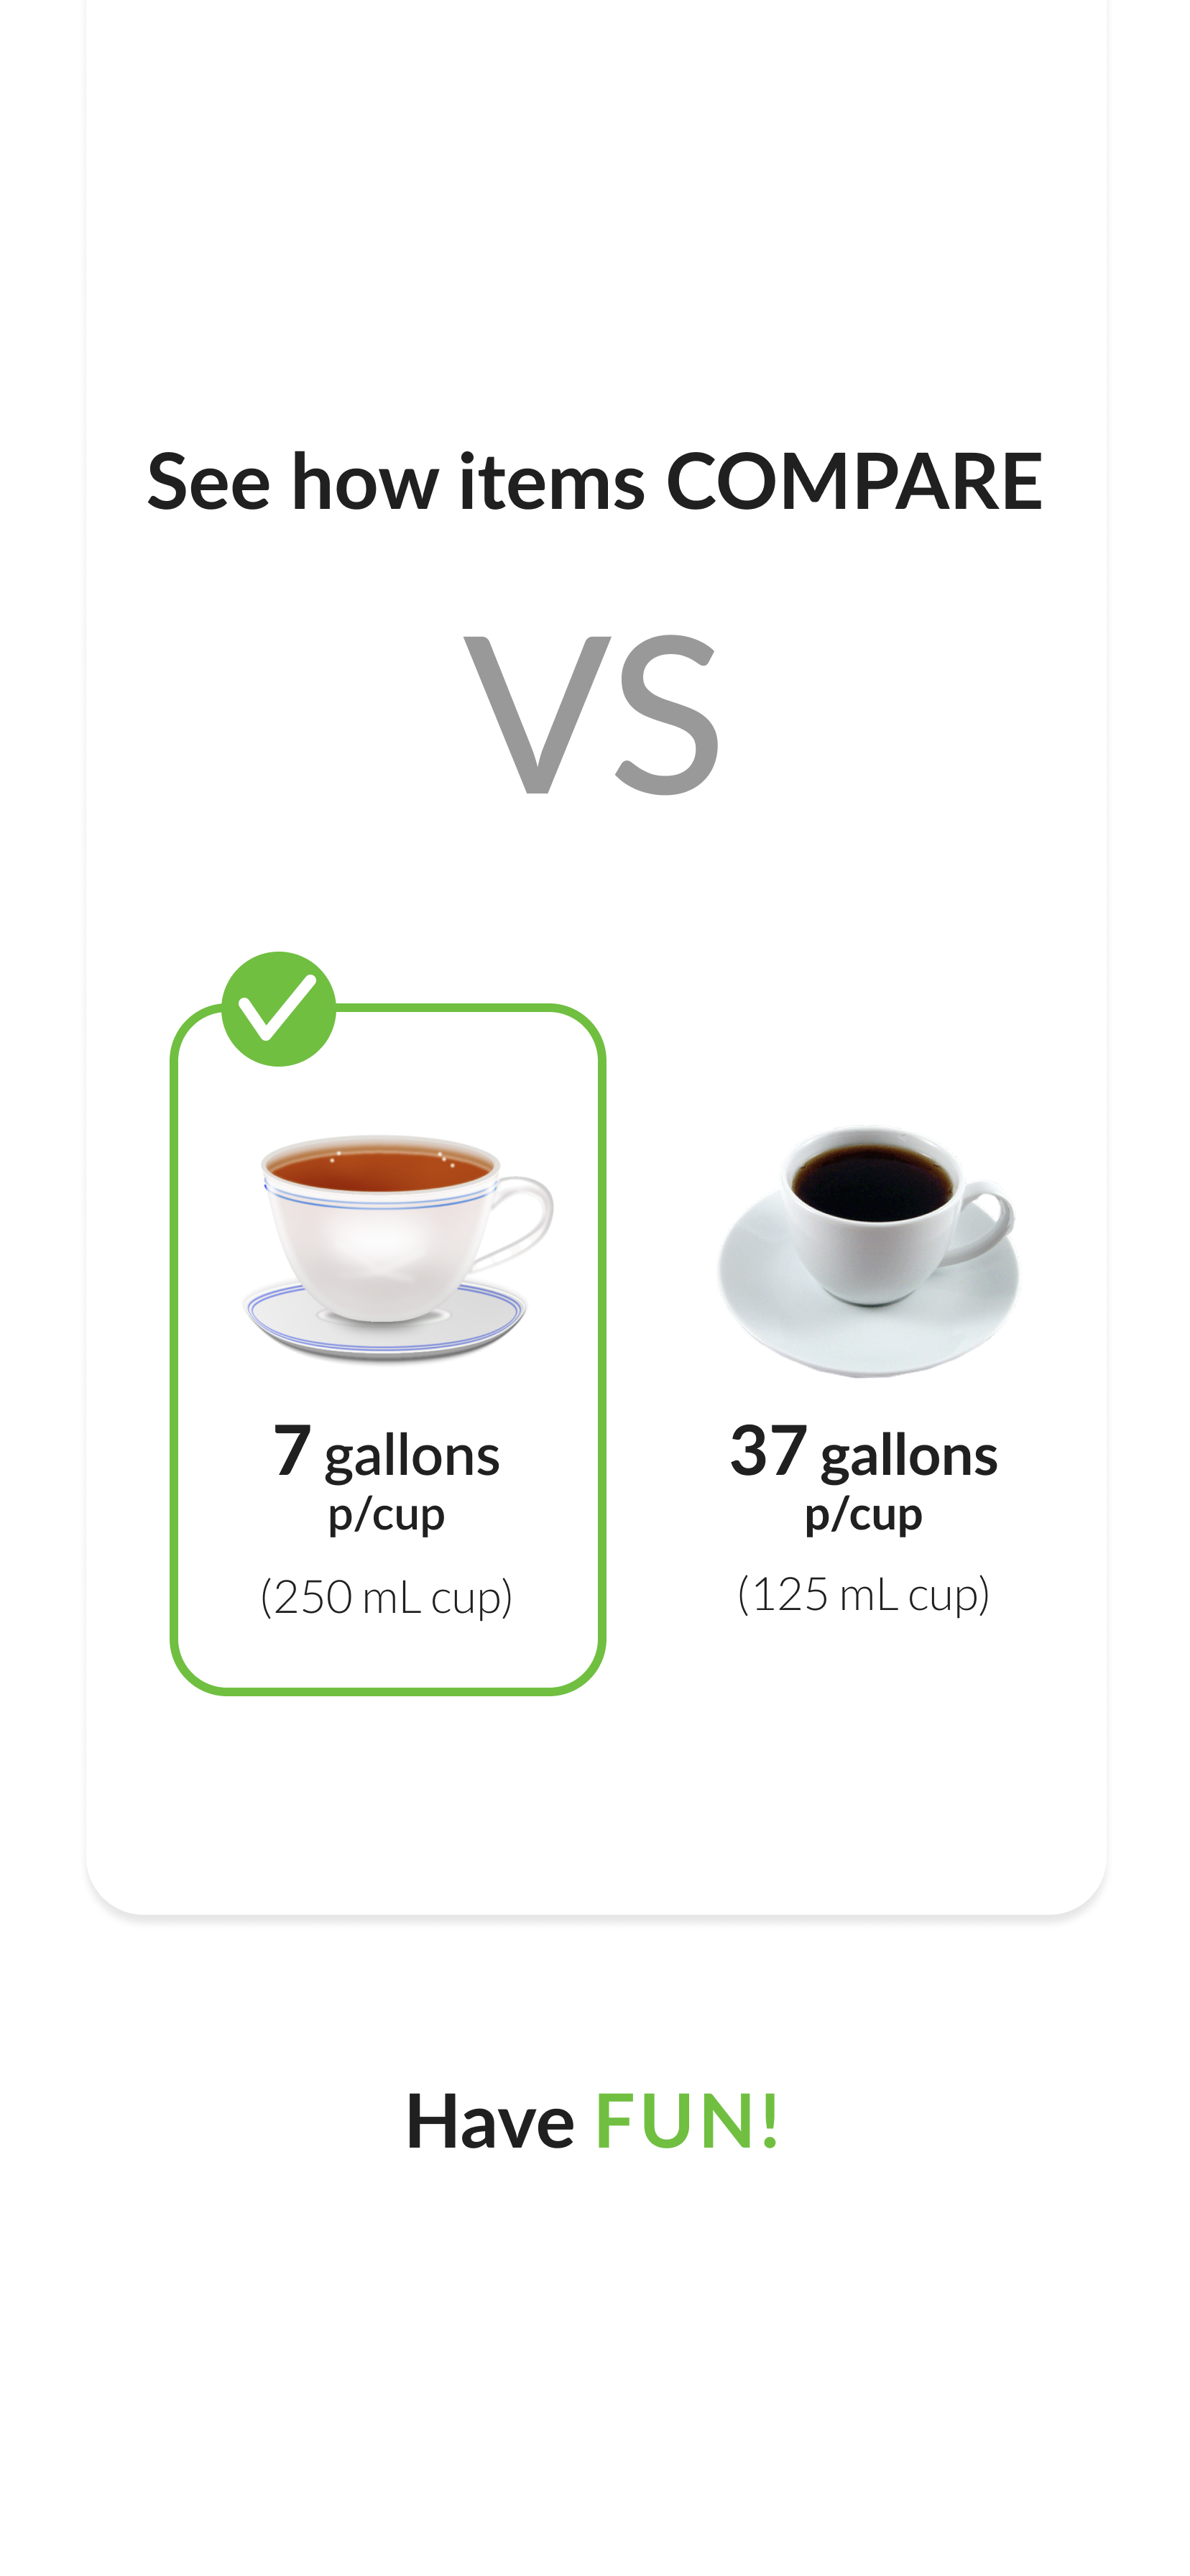 See how items COMPARE
VS
7 gallons
p/cup
(250 mL cup)
37 gallons
p/cup
(125 mL cup)
Have FUN!